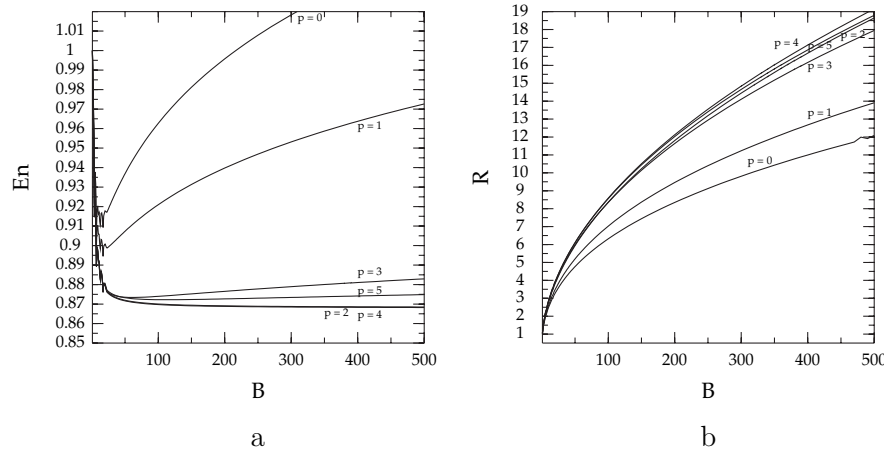 1.01
1
0.99
0.98
0.97
0.96
0.95
0.94
0.93
0.92
0.91
0.9
0.89
0.88
0.87
0.86
0.85
En
p = 0
p = 1
p = 3
p = 5
p = 2
p = 4
100
200
300
400
500
B
a
19
18
17
16
15
14
13
12
11
10
9
8
7
6
5
4
3
2
1
R
p = 4
p = 2
p = 5
p = 3
p = 1
p = 0
100
200
300
400
500
B
b